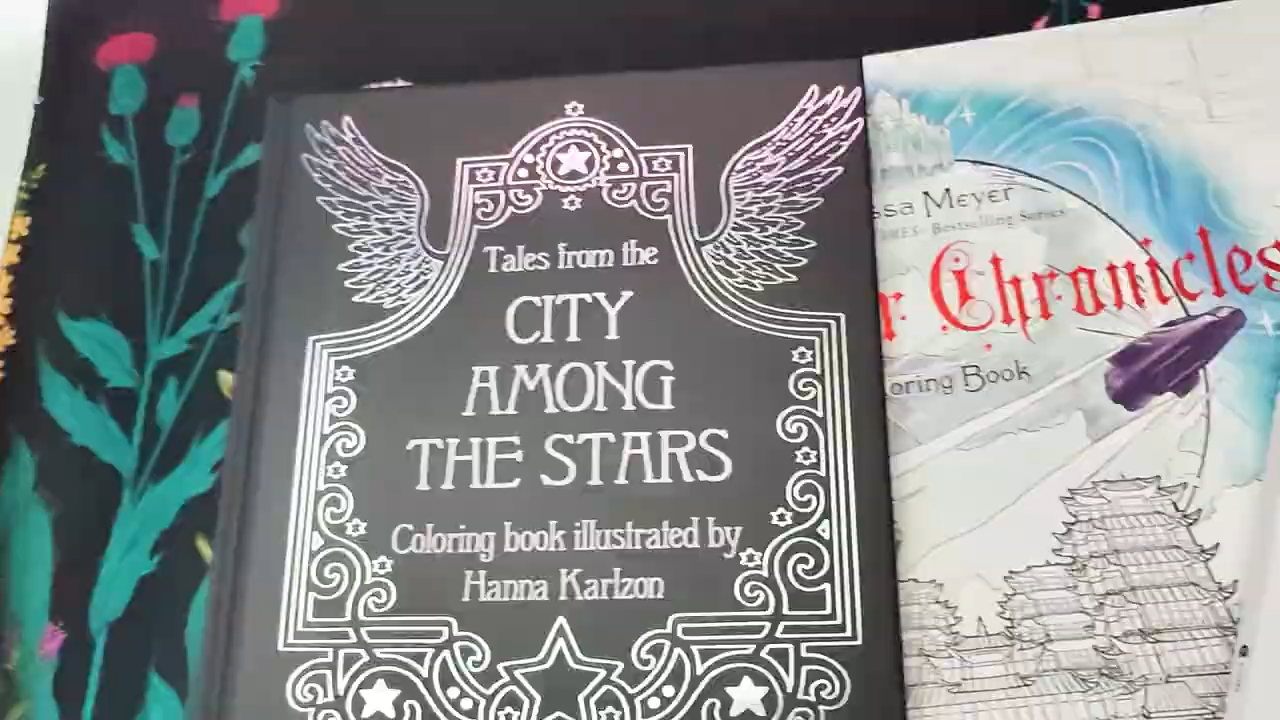 Tales from the
CITY
AMONG
THE STARS
Coloring book illustrated by
Hanna Karlzon
ssa Meyer
Bestselling Series
r Chronicles
oring Book